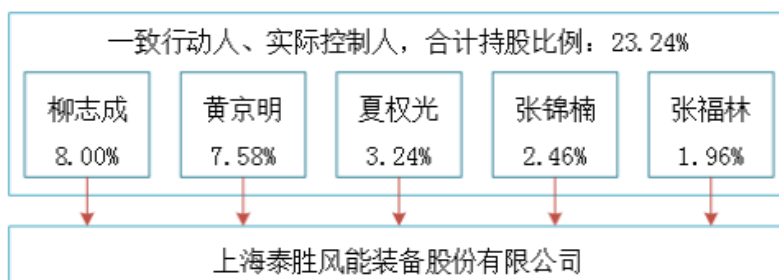 一致行动人、实际控制人，合计持股比例：23.24%
柳志成
8.00%
黄京明
7.58%
夏权光
3.24%
张锦楠
2.46%
张福林
1.96%
上海泰胜风能装备股份有限公司